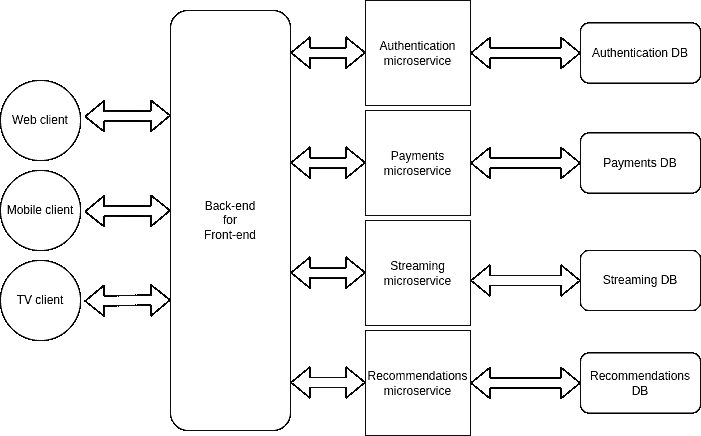 Web client
Mobile client
TV client
Back-end
for
Front-end
Authentication
microservice
Authentication DB
Payments
microservice
Payments DB
Streaming
microservice
Streaming DB
Recommendations
microservice
Recommendations
DB